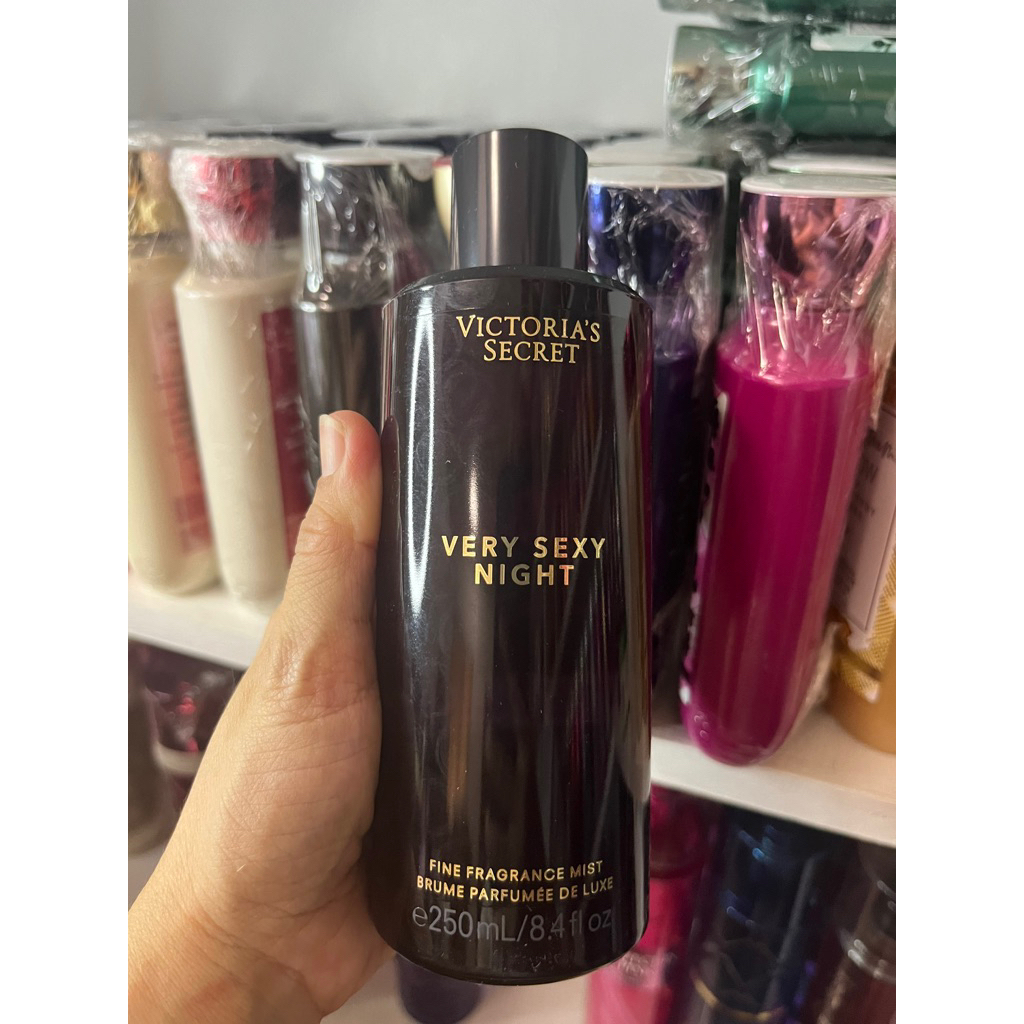 VICTORIA'S
SECRET
VERY SEXY
NIGHT
FINE FRAGRANCE MIST
BRUME PARFUMÉE DE LUXE
℮250mL/8.4fl oz